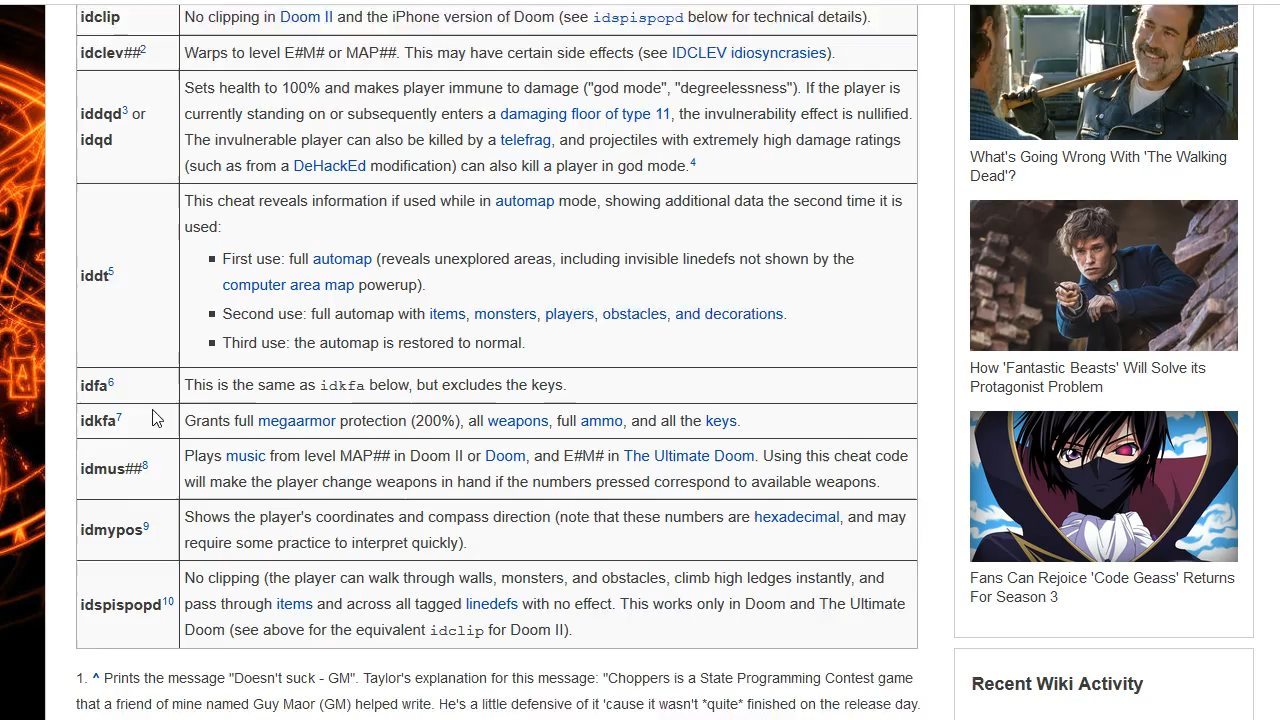 idclip
No clipping in Doom II and the iPhone version of Doom (see idspispopd below for technical details).
idclev##2
Warps to level E#M# or MAP##. This may have certain side effects (see IDCLEV idiosyncrasies).
iddqd3 or
idqd
Sets health to 100% and makes player immune to damage ("god mode", "degreelessness"). If the player is
currently standing on or subsequently enters a damaging floor of type 11, the invulnerability effect is nullified.
The invulnerable player can also be killed by a telefrag, and projectiles with extremely high damage ratings
(such as from a DeHackEd modification) can also kill a player in god mode. 4
iddt5
This cheat reveals information if used while in automap mode, showing additional data the second time it is
used:
First use: full automap (reveals unexplored areas, including invisible linedefs not shown by the
computer area map powerup).
Second use: full automap with items, monsters, players, obstacles, and decorations.
Third use: the automap is restored to normal.
idfa6
This is the same as idkfa below, but excludes the keys.
idkfa7
Grants full megaarmor protection (200%), all weapons, full ammo, and all the keys.
idmus##8
Plays music from level MAP## in Doom II or Doom, and E#M# in The Ultimate Doom. Using this cheat code
will make the player change weapons in hand if the numbers pressed correspond to available weapons.
idmypos9
Shows the player's coordinates and compass direction (note that these numbers are hexadecimal, and may
require some practice to interpret quickly).
idspispopd10
No clipping (the player can walk through walls, monsters, and obstacles, climb high ledges instantly, and
pass through items and across all tagged linedefs with no effect. This works only in Doom and The Ultimate
Doom (see above for the equivalent idclip for Doom II).
1. ^ Prints the message "Doesn't suck - GM". Taylor's explanation for this message: "Choppers is a State Programming Contest game
that a friend of mine named Guy Maor (GM) helped write. He's a little defensive of it 'cause it wasn't *quite* finished on the release day.
What's Going Wrong With 'The Walking
Dead'?
How 'Fantastic Beasts' Will Solve its
Protagonist Problem
Fans Can Rejoice 'Code Geass' Returns
For Season 3
Recent Wiki Activity